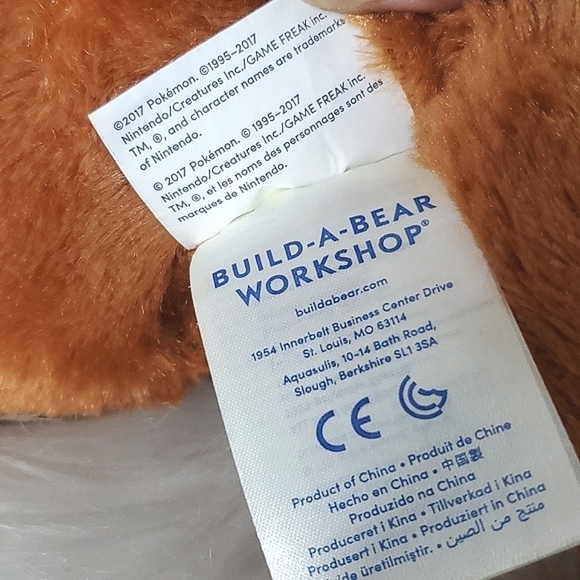 ©2017 Pokémon. ©1995–2017
Nintendo/Creatures Inc./GAME FREAK inc.
TM, ®, and character names are trademarks
of Nintendo.
© 2017 Pokémon. © 1995–2017
Nintendo/Creatures Inc./GAME FREAK inc.
TM, ®, et les noms des personnages sont des
marques de Nintendo.
BUILD-A-BEAR
WORKSHOP®
buildabear.com
1954 Innerbelt Business Center Drive
St. Louis, MO 63114
Aquasulis, 10-14 Bath Road,
Slough, Berkshire SL1 3SA
CE
Product of China • Produit de Chine
Hecho en China • 中国製
Produzido na China
Produceret i Kina • Tillverkad i Kina
Produsert i Kina • Produziert in China
üretilmiştir. • منتج من الصين